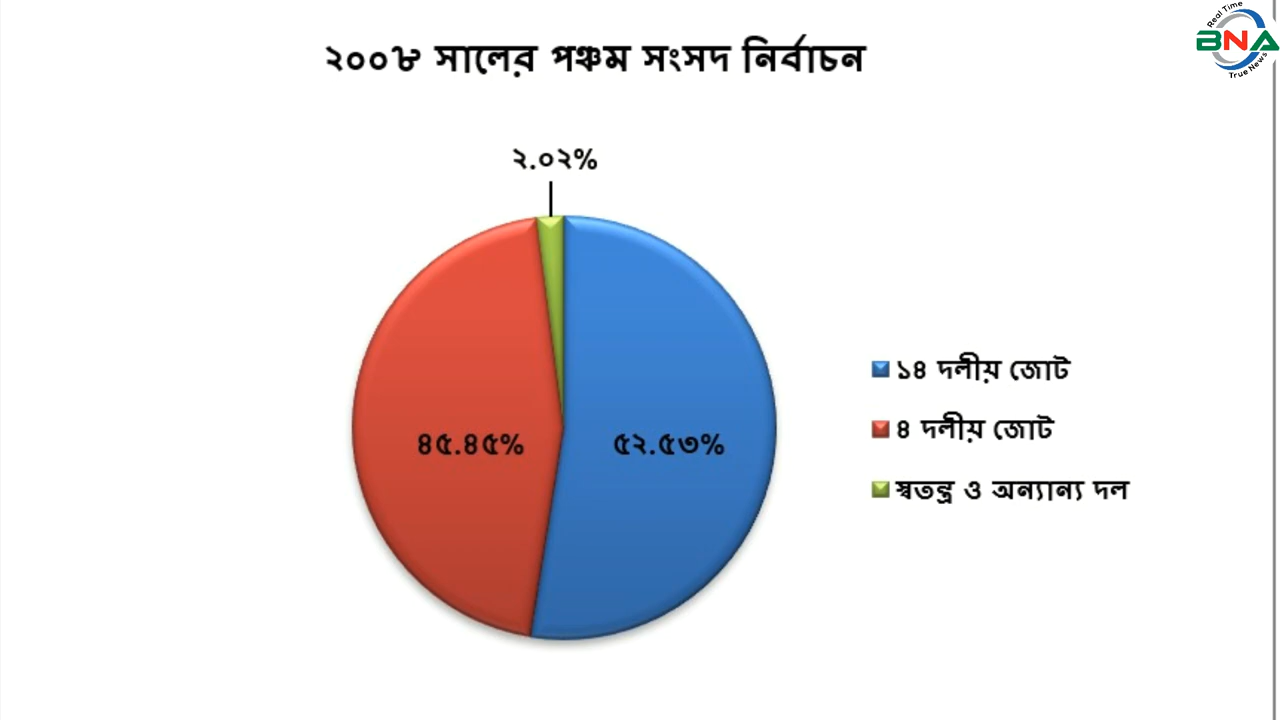 ২০০৮ সালের পঞ্চম সংসদ নির্বাচন
Real Time
BNA
True News
২.০২%
৪৫.৪৫%
৫২.৫৩%
১৪ দলীয় জোট
৪ দলীয় জোট
স্বতন্ত্র ও অন্যান্য দল